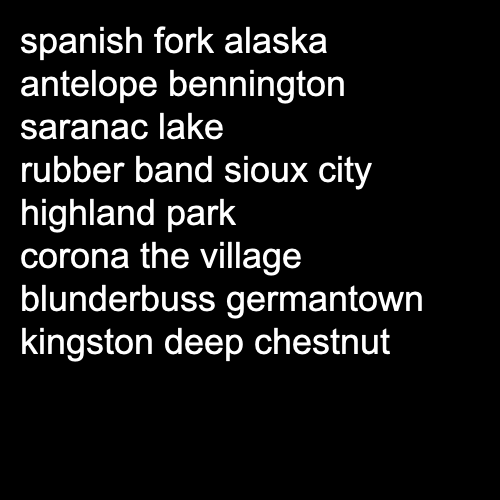 spanish fork alaska
antelope bennington
saranac lake
rubber band sioux city
highland park
corona the village
blunderbuss germantown
kingston deep chestnut